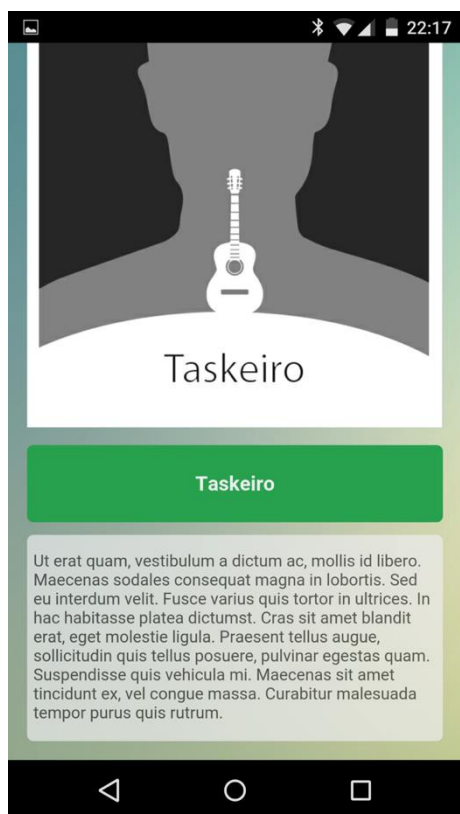 22:17
Taskeiro
Taskeiro
Ut erat quam, vestibulum a dictum ac, mollis id libero.
Maecenas sodales consequat magna in lobortis. Sed
eu interdum velit. Fusce varius quis tortor in ultrices. In
hac habitasse platea dictumst. Cras sit amet blandit
erat, eget molestie ligula. Praesent tellus augue,
sollicitudin quis tellus posuere, pulvinar egestas quam.
Suspendisse quis vehicula mi. Maecenas sit amet
tincidunt ex, vel congue massa. Curabitur malesuada
tempor purus quis rutrum.